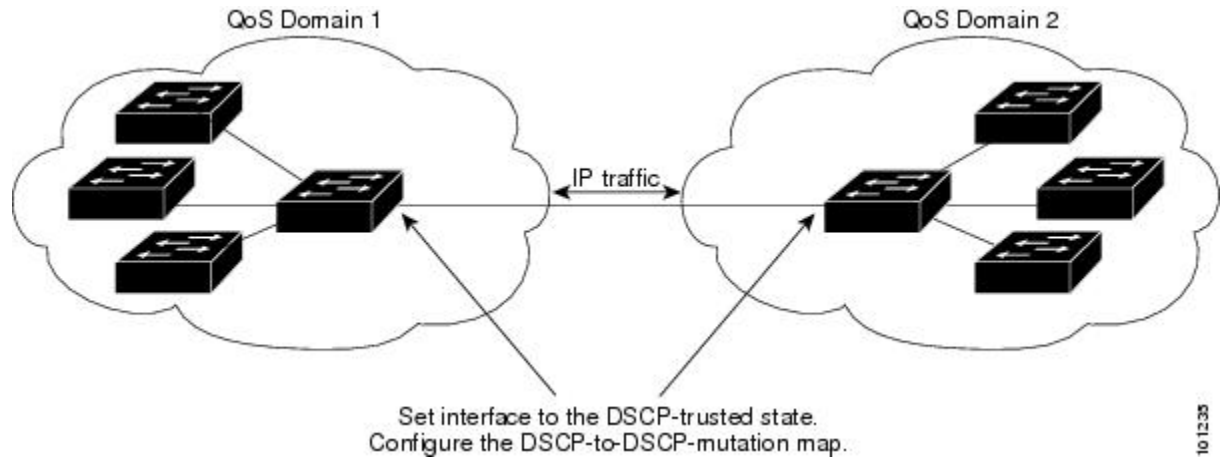 QoS Domain 1
QoS Domain 2
IP traffic
Set interface to the DSCP-trusted state.
Configure the DSCP-to-DSCP-mutation map.
101235